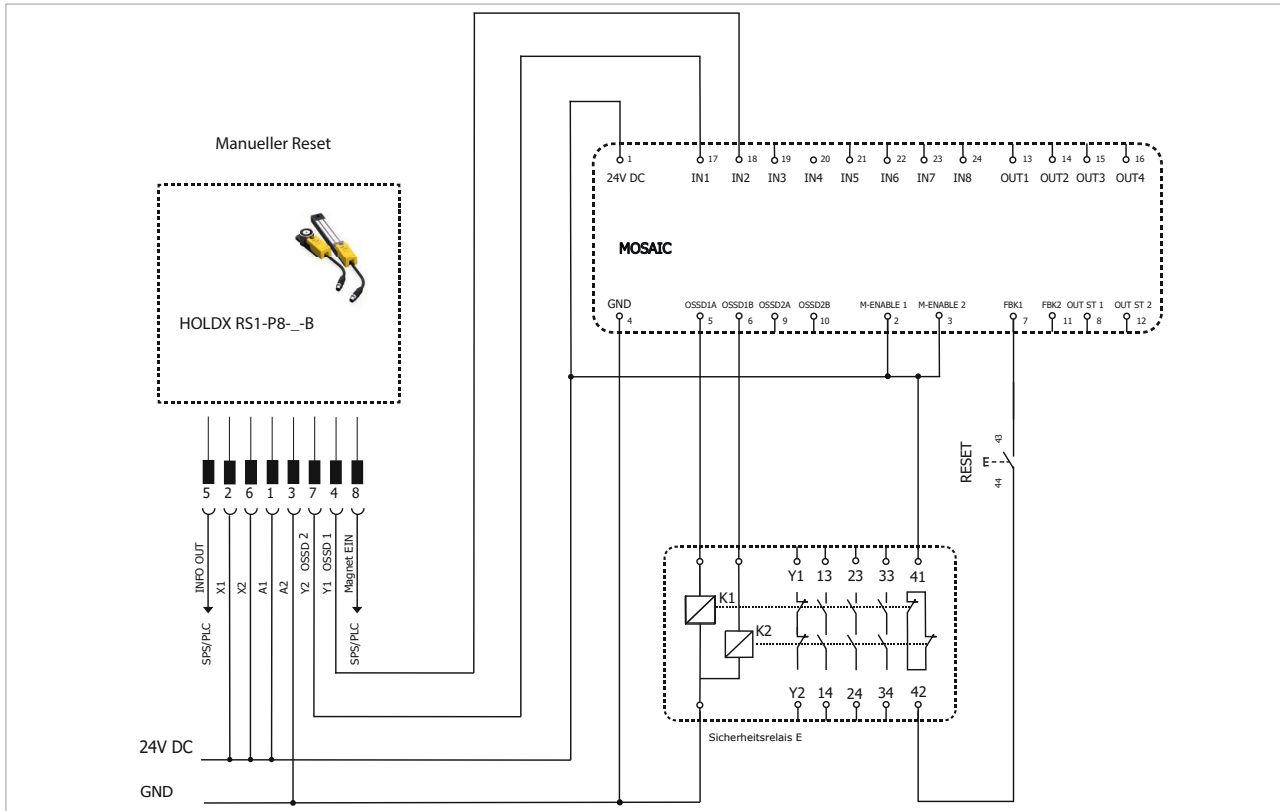 Manueller Reset
HOLDX RS1-P8-_-B
1 17 18 19 20 21 22 23 24 13 14 15 16
24V DC IN1 IN2 IN3 IN4 IN5 IN6 IN7 IN8 OUT1 OUT2 OUT3 OUT4
MOSAIC
GND OSSD1A OSSD1B OSSD2A OSSD2B M-ENABLE 1 M-ENABLE 2 FBK1 FBK2 OUT ST 1 OUT ST 2
4 5 6 9 10 2 3 7 11 8 12
5 2 6 1 3 7 4 8
INFO OUT
X1
X2
A1
A2
Y2 OSSD 2
Y1 OSSD 1
Magnet EIN
SPS/PLC
SPS/PLC
RESET
E
43
44
Y1 13 23 33 41
K1
K2
Y2 14 24 34 42
Sicherheitsrelais E
24V DC
GND